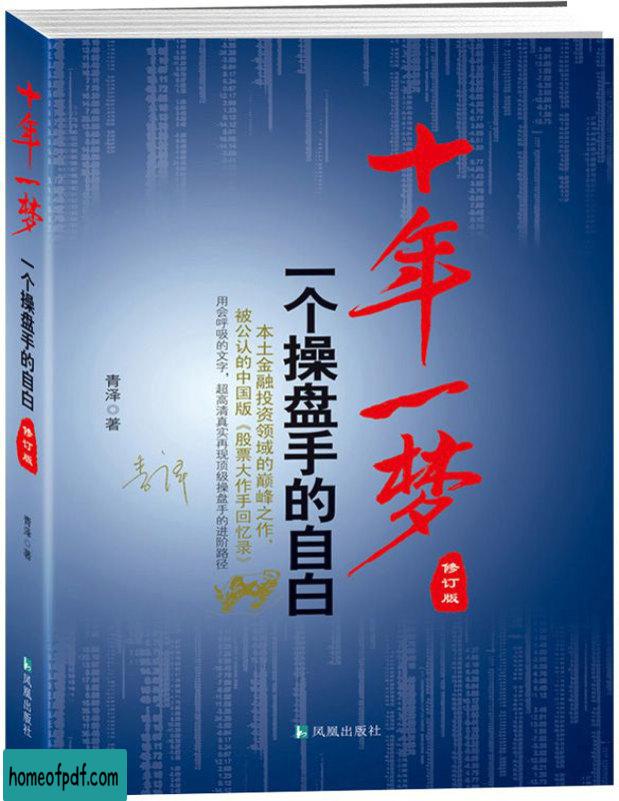 十年一梦
一个操盘手的自白
修订版
青泽◎著
凤凰出版社
十年一梦
修订版
一个操盘手的自白
本土金融投资领域的巅峰之作，
被公认的中国版《股票大作手回忆录》
用会呼吸的文字，超高清真实再现顶级操盘手的进阶路径
青泽◎著
青泽
凤凰出版社
homeofpdf.com